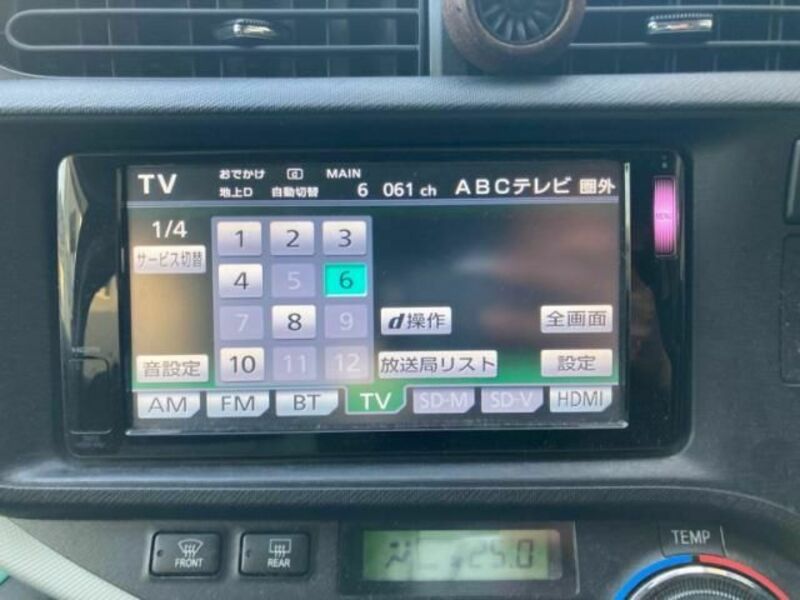 TV おでかけ MAIN
地上D 自動切替 6 061 ch ABCテレビ 圏外
1/4
サービス切替
1 2 3
4 5 6
7 8 9
10 11 12
d操作
全画面
音設定
放送局リスト
設定
AM FM BT TV SD-M SD-V HDMI
MENU
FRONT
REAR
25.0
TEMP